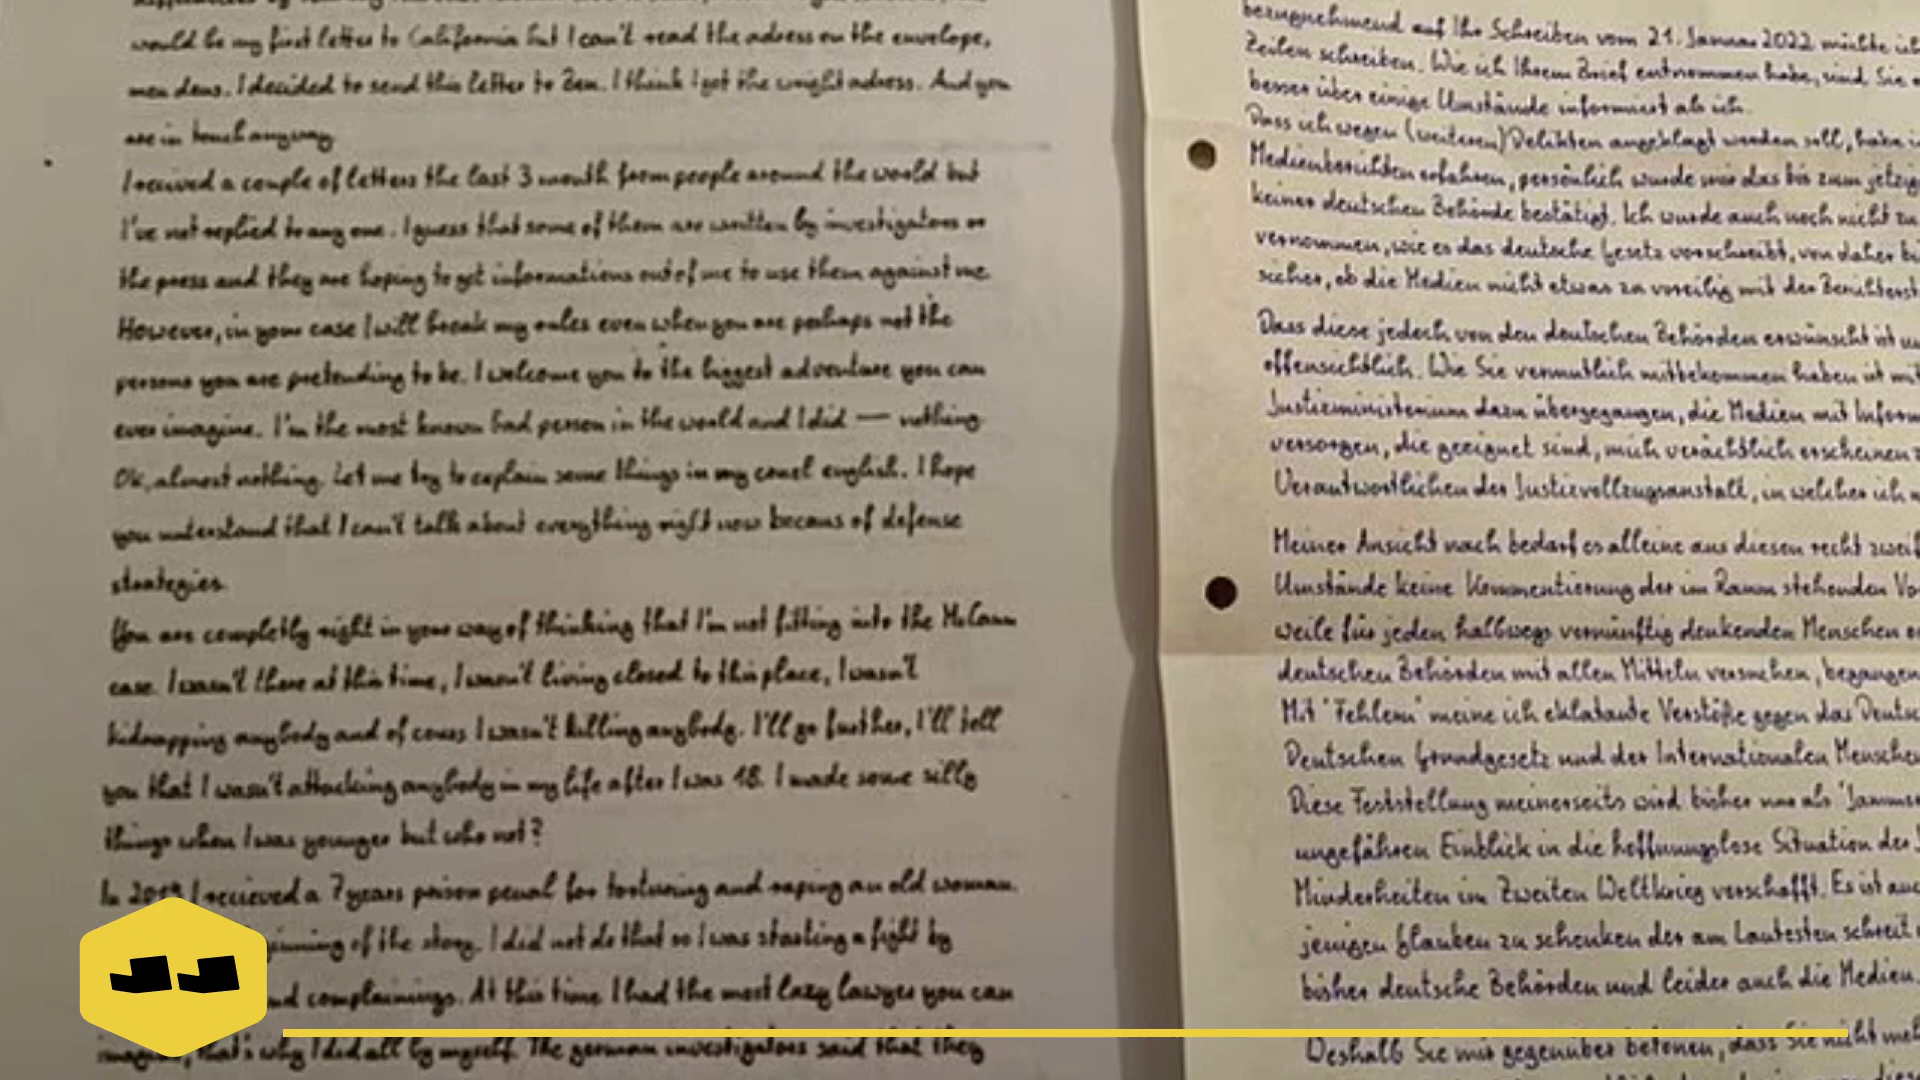 would be my first letter to California but I can't read the adress on the envelope,
men dens. I decided to send this letter to Ben. I think I got the wright adress. And you
are in touch anyway
I recived a couple of letters the last 3 month from people around the world but
I've not replied to any one. I guess that some of them are written by investigators or
the press and they are hoping to get informations out of me to use them against me.
However, in your case I will break my rules even when you are perhaps not the
persons you are pretending to be. I welcome you to the biggest adventure you can
ever imagine. I'm the most known bad person in the world and I did — nothing
Ok, almost nothing. Let me try to explain some things in my cruel english. I hope
you unterstand that I can't talk about everything right now becaus of defense
strategies.
You are completly right in your way of thinking that I'm not fitting into the McCann
case. I wasn't there at this time, I wasn't living closed to this place, I wasn't
kidnapping anybody and of cours I wasn't killing anybody. I'll go further, I'll tell
you that I wasn't attacking anybody in my life after I was 18. I made some silly
things when I was younger but who not?
In 2019 I recieved a 7 years prison penal for torturing and raping an old woman.
of the story. I did not do that so I was starting a fight by
complainings. At this time I had the most lazy lawyer you can
that's why I did all by myself. The german investigators said that they
bezugnehmend auf Ihr Schreiben vom 21. Januar 2022 möchte ich
Zeilen schreiben. Wie ich Ihrem Brief entnommen habe, sind Sie
besser über einige Umstände informiert als ich.
Dass ich wegen (weiteren) Delikten angeklagt werden soll, habe
Medienberichten erfahren, persönlich wurde mir das bis zum
keiner deutschen Behörde bestätigt. Ich wurde auch noch nicht zu
vernommen, wie es das deutsche Gesetz vorschreibt, von daher
sicher, ob die Medien nicht etwas zu voreilig mit der
Dass diese jedoch von den deutschen Behörden erwünscht ist
offensichtlich. Wie Sie vermutlich mitbekommen haben ist
Justizministerium dazu übergegangen, die Medien mit
versorgen, die geeignet sind, mich verächtlich erscheinen
Verantwortlichen der Justizvollzugsanstalt, in welcher ich
Meiner Ansicht nach bedarf es alleine aus diesen recht
Umstände keine Kommentierung der im Raum stehenden
weile für jeden halbwegs vernünftig denkenden Menschen
deutschen Behörden mit allen Mitteln versuchen,
Mit "Fehlern" meine ich eklatante Verstöße gegen das
Deutschen Grundgesetz und der Internationalen
Diese Feststellung meinerseits wird bisher nur als
ungefähren Einblick in die hoffnungslose Situation der
Minderheiten im Zweiten Weltkrieg verschafft. Es ist
jenigen Glauben zu schenken der am Lautesten schreit
bisher deutsche Behörden und leider auch die Medien.
Deshalb Sie mir gegenüber betonen, dass Sie nicht